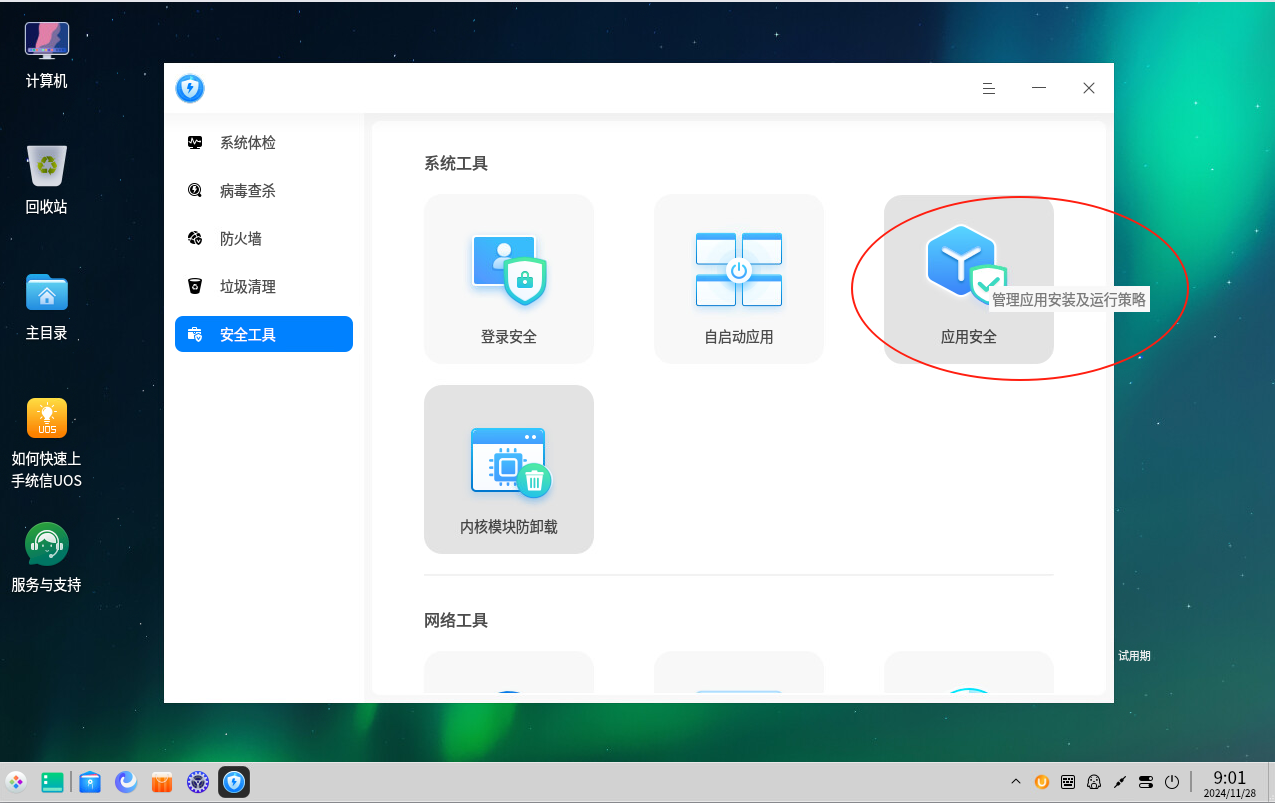 计算机
回收站
主目录
UOS
如何快速上
手统信UOS
服务与支持
系统体检
病毒查杀
防火墙
垃圾清理
安全工具
系统工具
登录安全
自启动应用
管理应用安装及运行策略
应用安全
内核模块防卸载
网络工具
试用期
9:01
2024/11/28